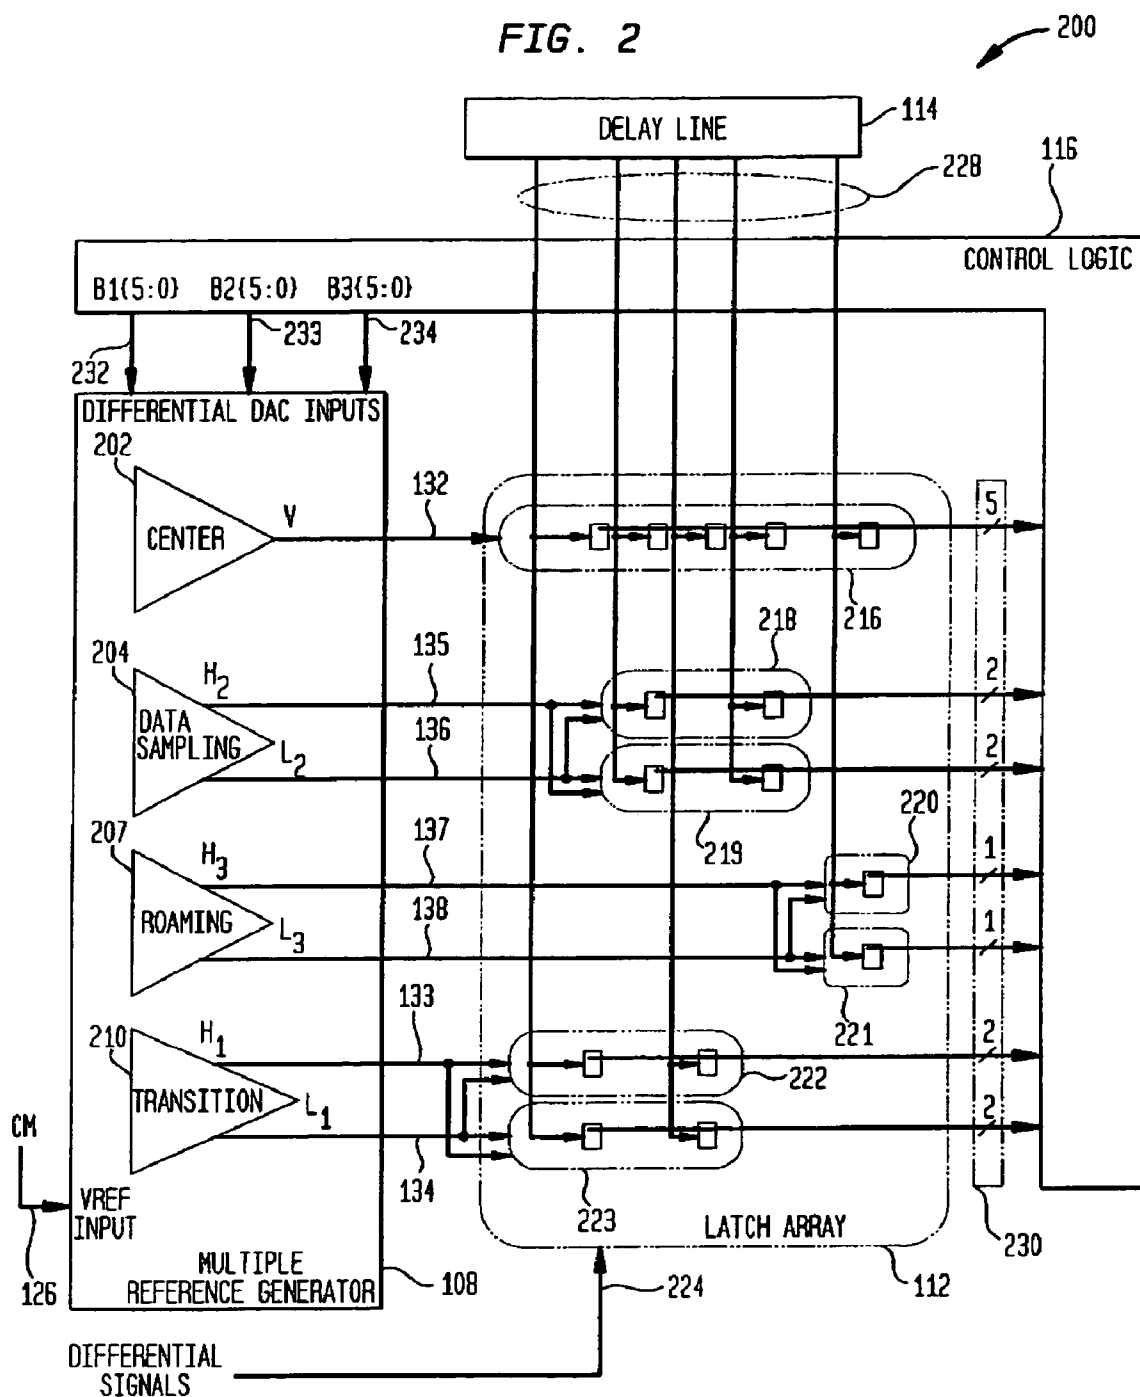 FIG. 2
200
DELAY LINE
114
228
116
CONTROL LOGIC
B1(5:0) B2(5:0) B3(5:0)
232
233
234
DIFFERENTIAL DAC INPUTS
202
CENTER
V
132
5
216
204
DATA
SAMPLING
H2
L2
135
136
218
2
2
219
207
ROAMING
H3
L3
137
138
220
1
1
221
210
TRANSITION
H1
L1
133
134
222
2
2
223
CM
126
VREF
INPUT
MULTIPLE
REFERENCE GENERATOR
108
LATCH ARRAY
112
230
224
DIFFERENTIAL
SIGNALS